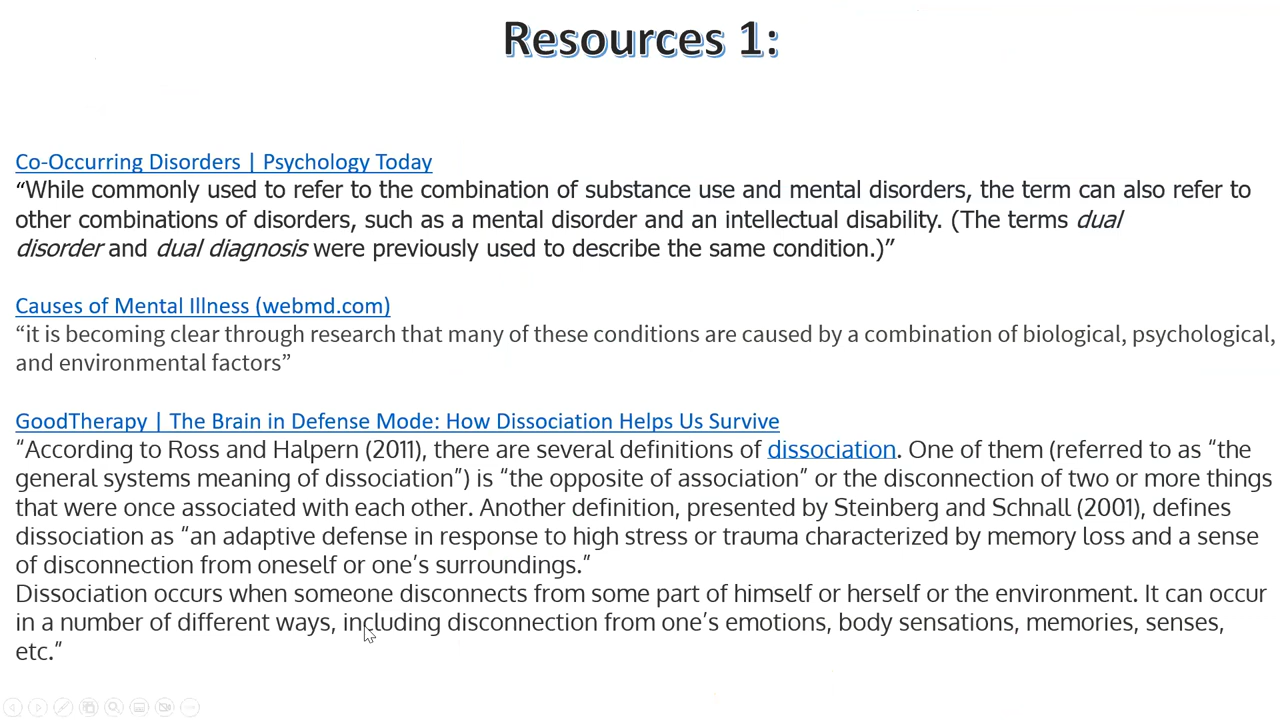 Resources 1:
Co-Occurring Disorders | Psychology Today
“While commonly used to refer to the combination of substance use and mental disorders, the term can also refer to
other combinations of disorders, such as a mental disorder and an intellectual disability. (The terms dual
disorder and dual diagnosis were previously used to describe the same condition.)”
Causes of Mental Illness (webmd.com)
“it is becoming clear through research that many of these conditions are caused by a combination of biological, psychological,
and environmental factors”
GoodTherapy | The Brain in Defense Mode: How Dissociation Helps Us Survive
“According to Ross and Halpern (2011), there are several definitions of dissociation. One of them (referred to as “the
general systems meaning of dissociation”) is “the opposite of association” or the disconnection of two or more things
that were once associated with each other. Another definition, presented by Steinberg and Schnall (2001), defines
dissociation as “an adaptive defense in response to high stress or trauma characterized by memory loss and a sense
of disconnection from oneself or one’s surroundings.”
Dissociation occurs when someone disconnects from some part of himself or herself or the environment. It can occur
in a number of different ways, including disconnection from one’s emotions, body sensations, memories, senses,
etc.”